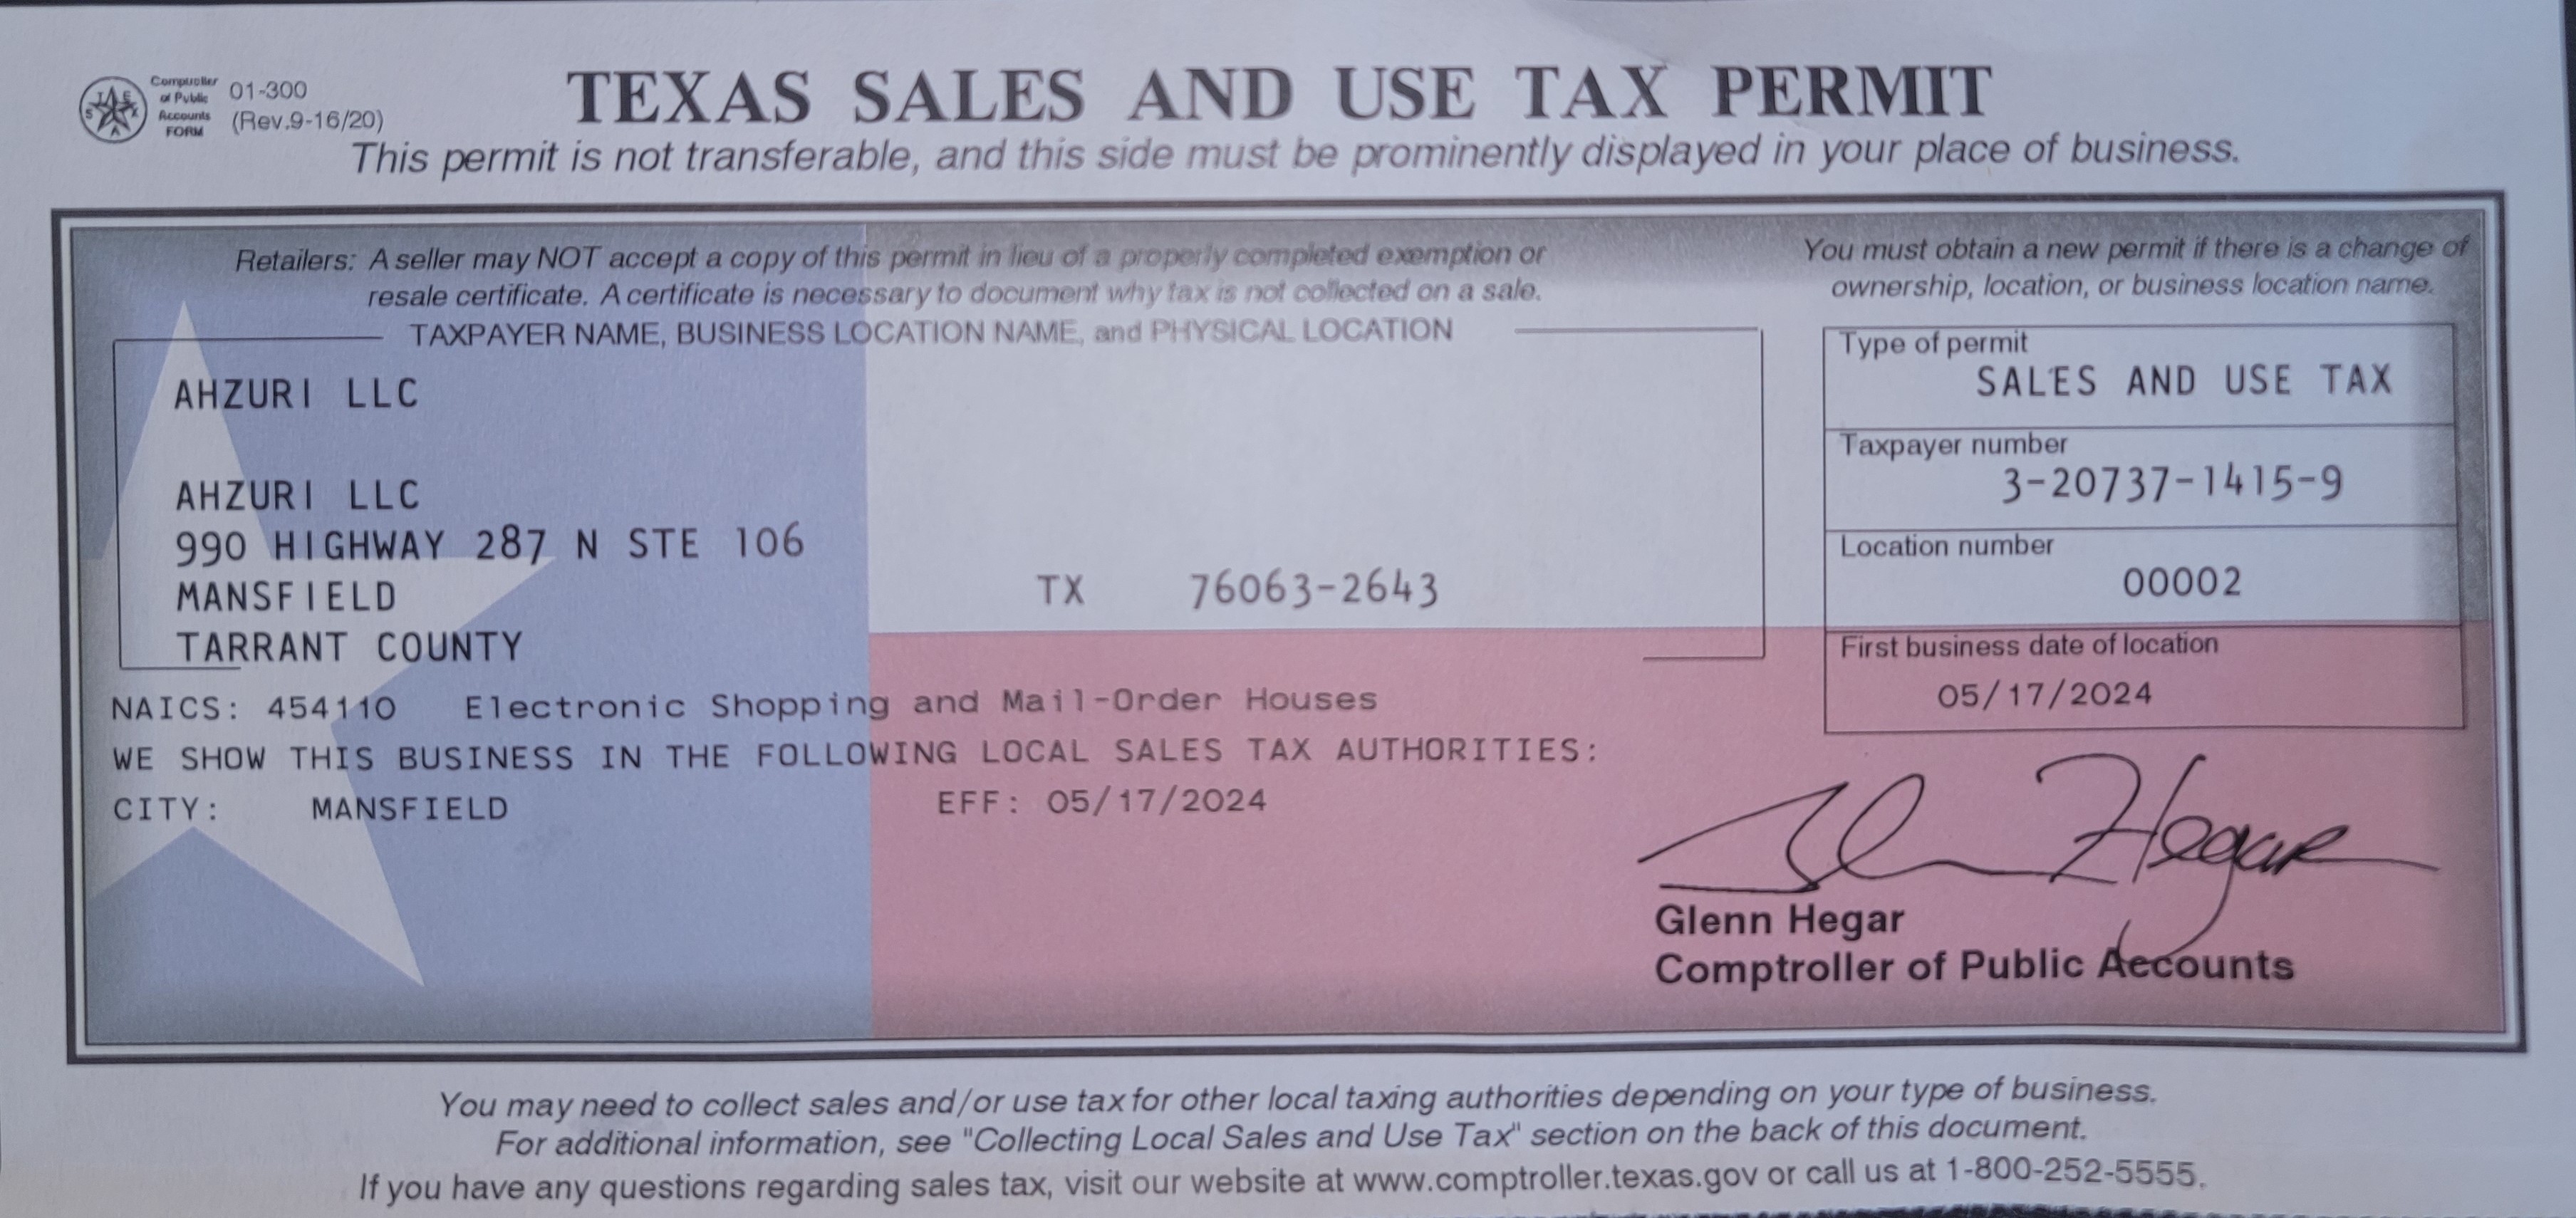 Comptroller
of Public
Accounts
FORM
01-300
(Rev.9-16/20)
TEXAS SALES AND USE TAX PERMIT
This permit is not transferable, and this side must be prominently displayed in your place of business.
Retailers: A seller may NOT accept a copy of this permit in lieu of a properly completed exemption or
resale certificate. A certificate is necessary to document why tax is not collected on a sale.
You must obtain a new permit if there is a change of
ownership, location, or business location name.
TAXPAYER NAME, BUSINESS LOCATION NAME, and PHYSICAL LOCATION
AHZURI LLC
AHZURI LLC
990 HIGHWAY 287 N STE 106
MANSFIELD TX 76063-2643
TARRANT COUNTY
Type of permit
SALES AND USE TAX
Taxpayer number
3-20737-1415-9
Location number
00002
First business date of location
05/17/2024
NAICS: 454110 Electronic Shopping and Mail-Order Houses
WE SHOW THIS BUSINESS IN THE FOLLOWING LOCAL SALES TAX AUTHORITIES:
CITY: MANSFIELD EFF: 05/17/2024
Glenn Hegar
Glenn Hegar
Comptroller of Public Accounts
You may need to collect sales and/or use tax for other local taxing authorities depending on your type of business.
For additional information, see "Collecting Local Sales and Use Tax" section on the back of this document.
If you have any questions regarding sales tax, visit our website at www.comptroller.texas.gov or call us at 1-800-252-5555.